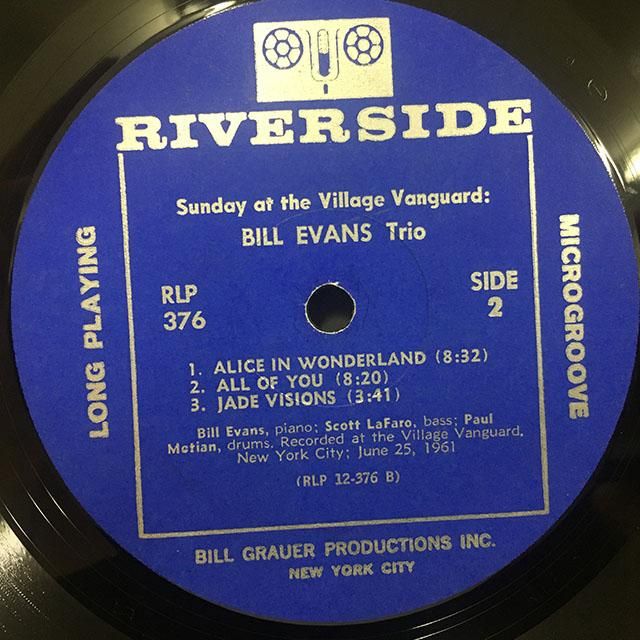 RIVERSIDE
Sunday at the Village Vanguard:
BILL EVANS Trio
RLP
376
SIDE
2
LONG PLAYING
MICROGROOVE
1. ALICE IN WONDERLAND (8:32)
2. ALL OF YOU (8:20)
3. JADE VISIONS (3:41)
Bill Evans, piano; Scott LaFaro, bass; Paul
Motian, drums. Recorded at the Village Vanguard,
New York City; June 25, 1961
(RLP 12-376 B)
BILL GRAUER PRODUCTIONS INC.
NEW YORK CITY